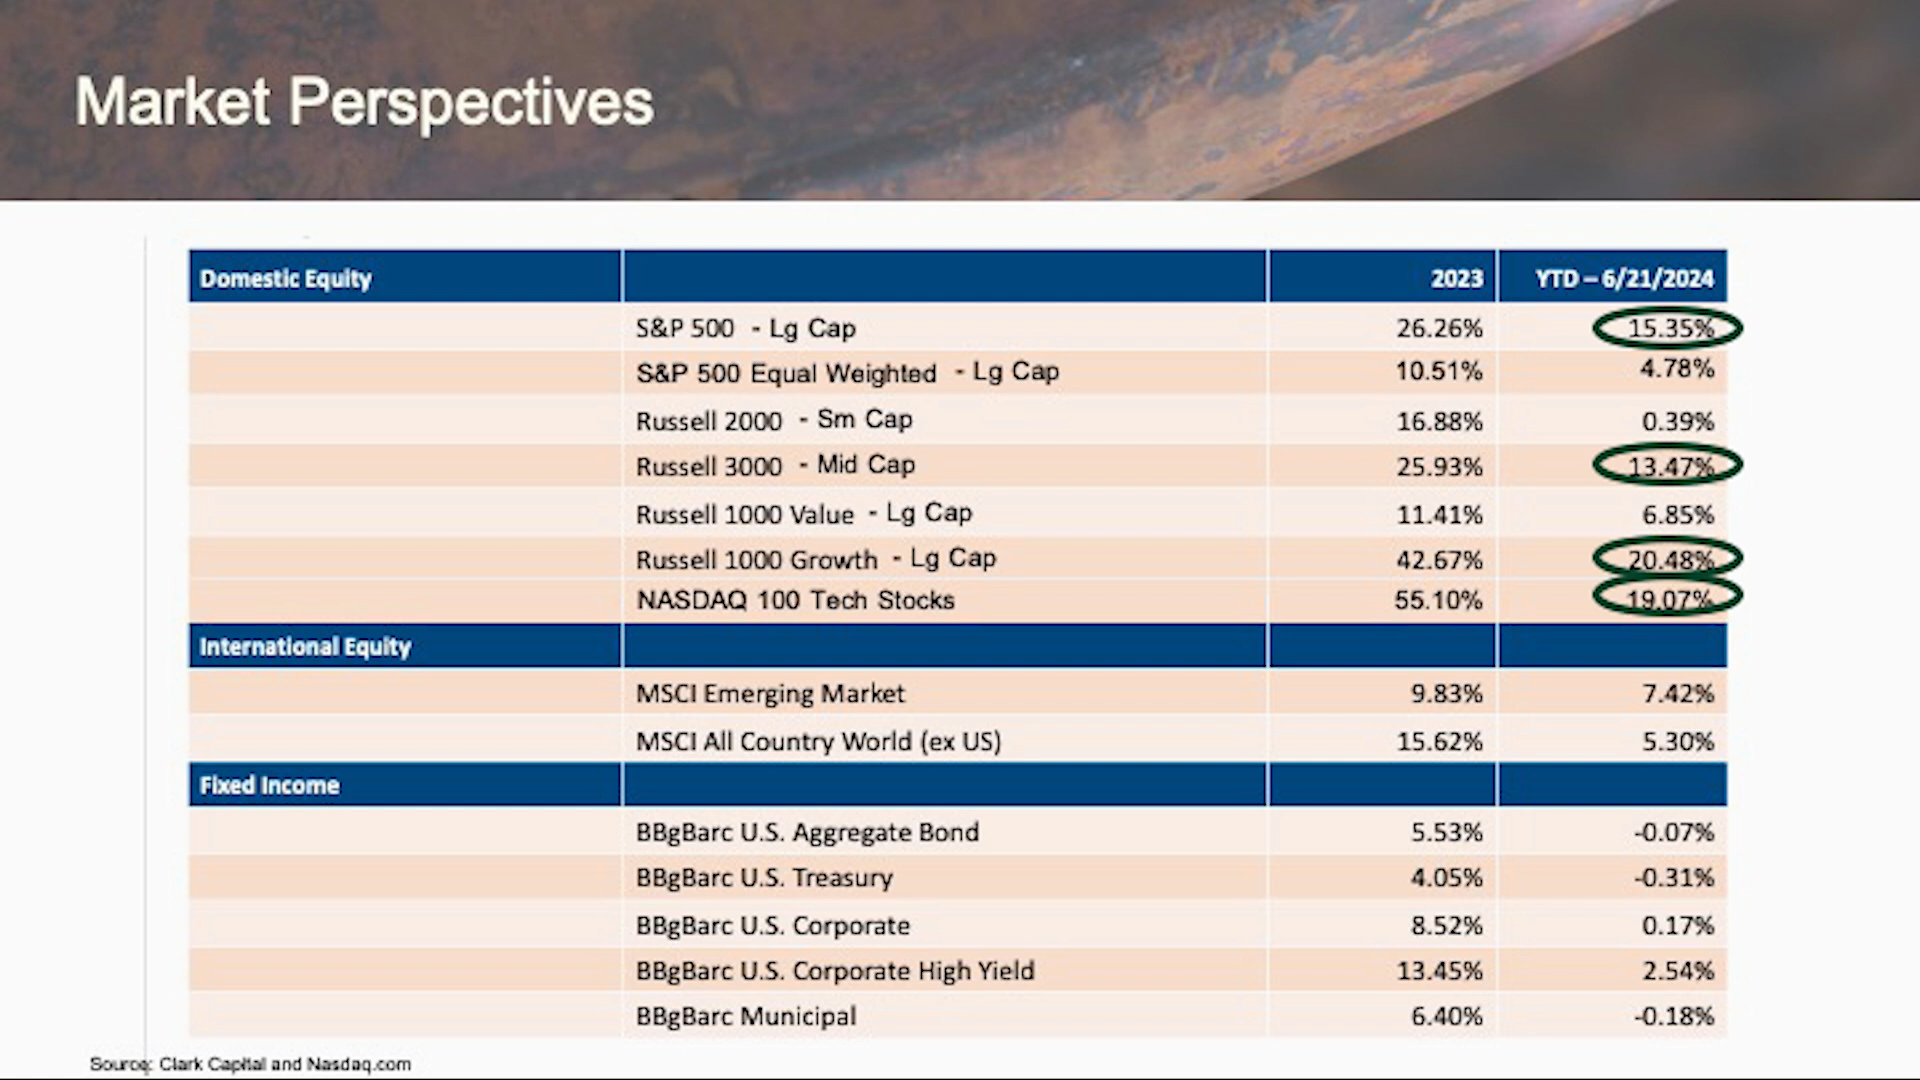 Market Perspectives
Domestic Equity 2023 YTD – 6/21/2024
S&P 500 - Lg Cap 26.26% 15.35%
S&P 500 Equal Weighted - Lg Cap 10.51% 4.78%
Russell 2000 - Sm Cap 16.88% 0.39%
Russell 3000 - Mid Cap 25.93% 13.47%
Russell 1000 Value - Lg Cap 11.41% 6.85%
Russell 1000 Growth - Lg Cap 42.67% 20.48%
NASDAQ 100 Tech Stocks 55.10% 19.07%
International Equity
MSCI Emerging Market 9.83% 7.42%
MSCI All Country World (ex US) 15.62% 5.30%
Fixed Income
BBgBarc U.S. Aggregate Bond 5.53% -0.07%
BBgBarc U.S. Treasury 4.05% -0.31%
BBgBarc U.S. Corporate 8.52% 0.17%
BBgBarc U.S. Corporate High Yield 13.45% 2.54%
BBgBarc Municipal 6.40% -0.18%
Source: Clark Capital and Nasdaq.com